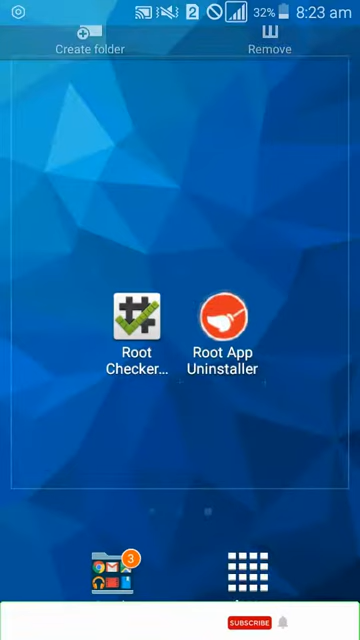 2 32% 8:23 am
Create folder Remove
Root Root App
Checker... Uninstaller
3
SUBSCRIBE